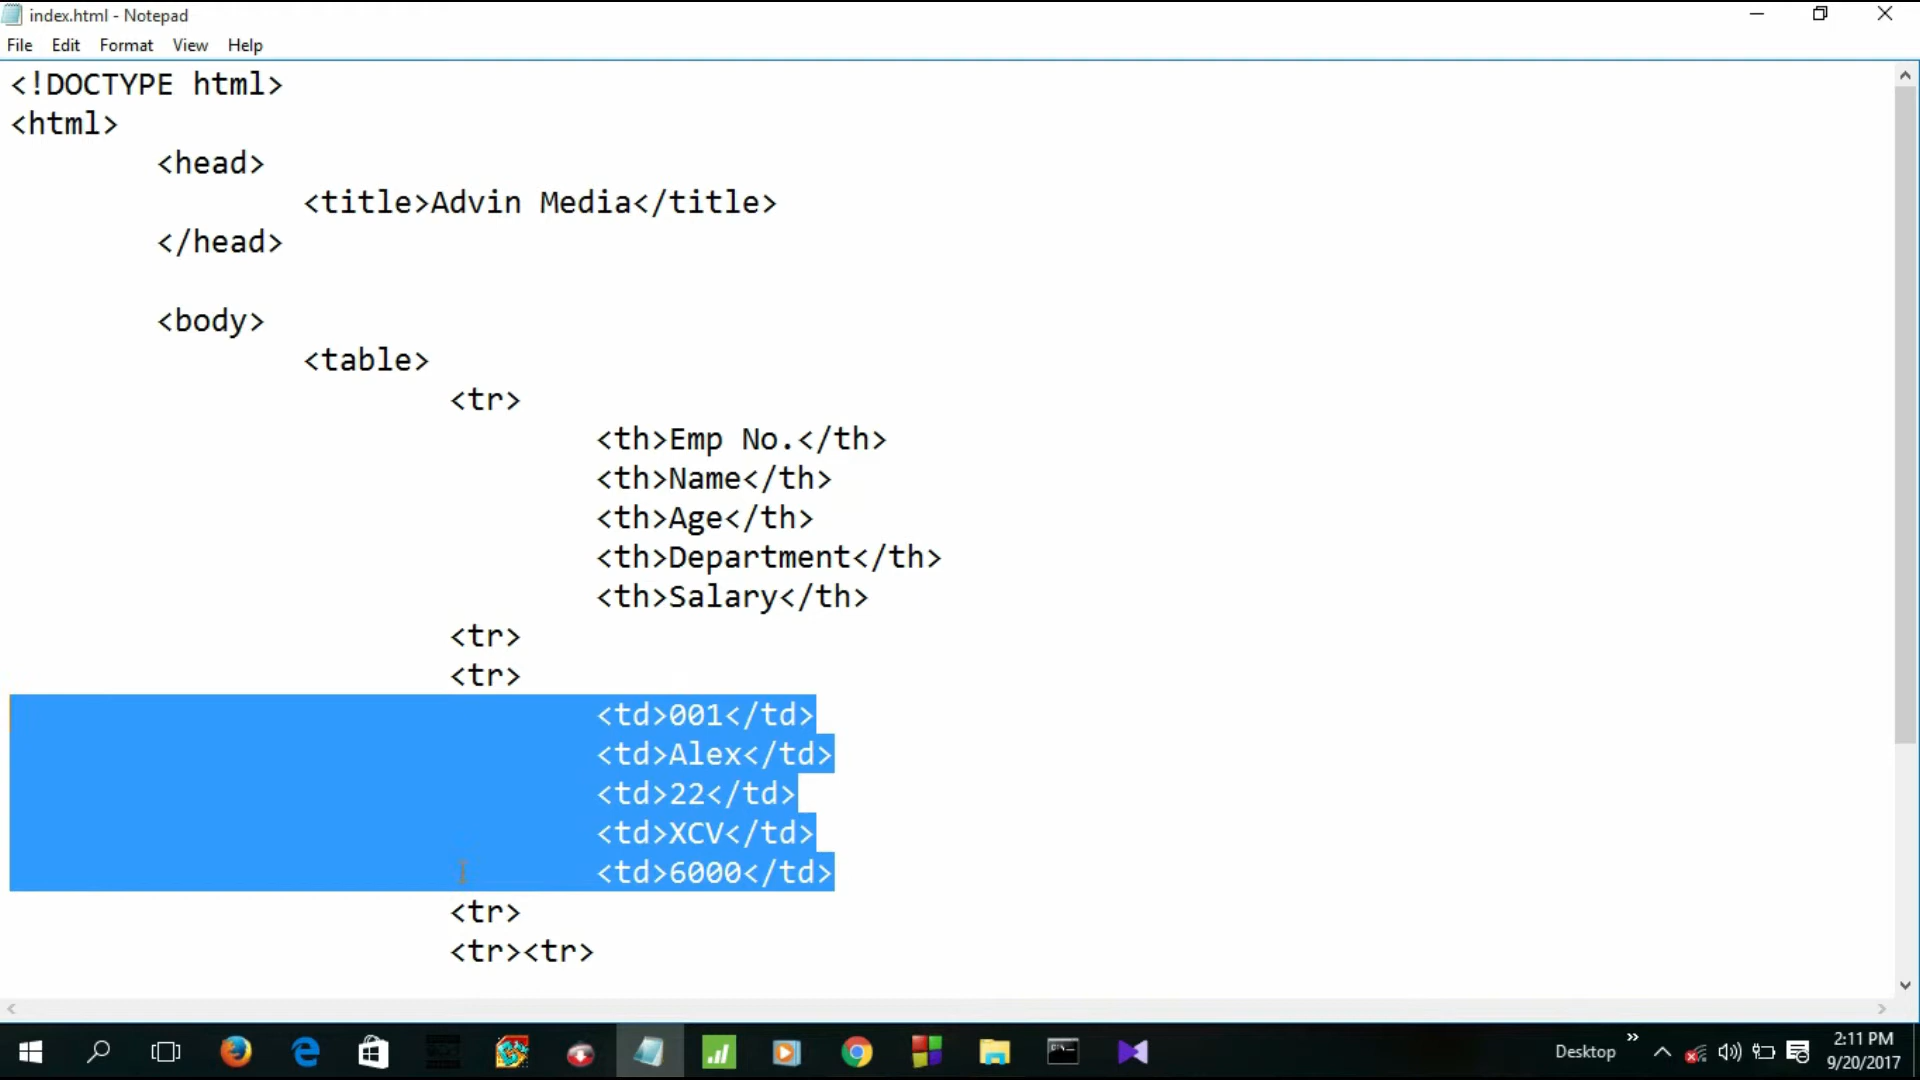 index.html - Notepad
File Edit Format View Help
<!DOCTYPE html>
<html>
<head>
<title>Advin Media</title>
</head>
<body>
<table>
<tr>
<th>Emp No.</th>
<th>Name</th>
<th>Age</th>
<th>Department</th>
<th>Salary</th>
<tr>
<tr>
<td>001</td>
<td>Alex</td>
<td>22</td>
<td>XCV</td>
<td>6000</td>
<tr>
<tr><tr>
Desktop
2:11 PM
9/20/2017